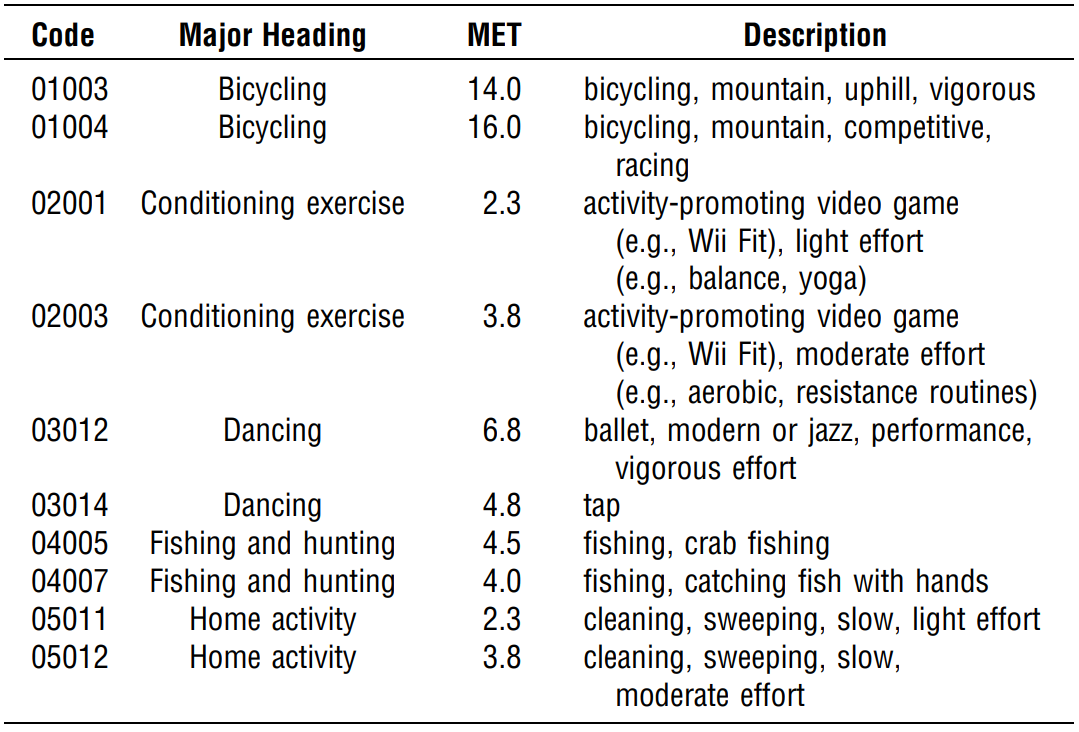 Code Major Heading MET Description
01003 Bicycling 14.0 bicycling, mountain, uphill, vigorous
01004 Bicycling 16.0 bicycling, mountain, competitive,
racing
02001 Conditioning exercise 2.3 activity-promoting video game
(e.g., Wii Fit), light effort
(e.g., balance, yoga)
02003 Conditioning exercise 3.8 activity-promoting video game
(e.g., Wii Fit), moderate effort
(e.g., aerobic, resistance routines)
03012 Dancing 6.8 ballet, modern or jazz, performance,
vigorous effort
03014 Dancing 4.8 tap
04005 Fishing and hunting 4.5 fishing, crab fishing
04007 Fishing and hunting 4.0 fishing, catching fish with hands
05011 Home activity 2.3 cleaning, sweeping, slow, light effort
05012 Home activity 3.8 cleaning, sweeping, slow,
moderate effort